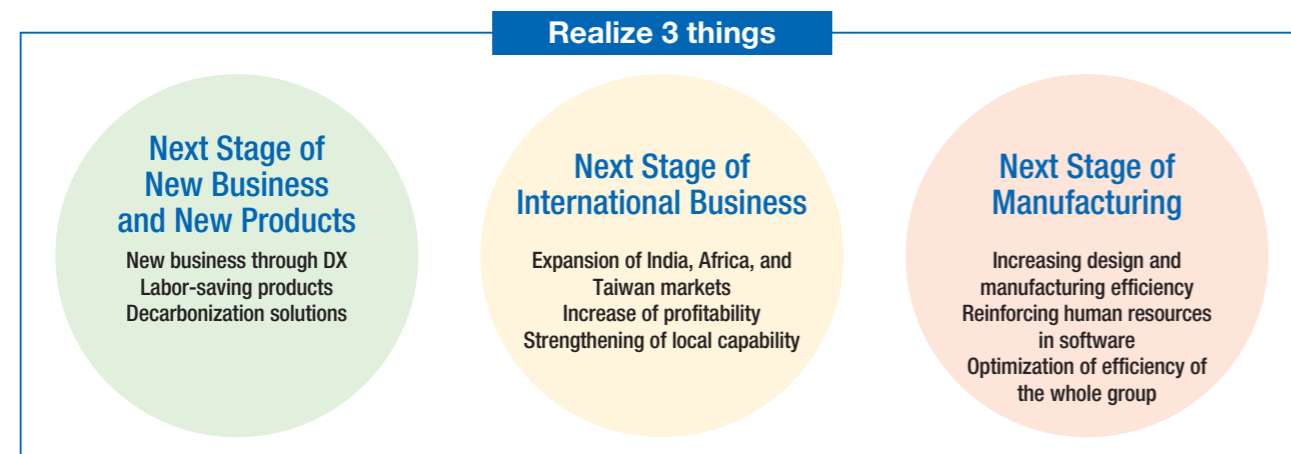 Realize 3 things
Next Stage of
New Business
and New Products
New business through DX
Labor-saving products
Decarbonization solutions
Next Stage of
International Business
Expansion of India, Africa, and
Taiwan markets
Increase of profitability
Strengthening of local capability
Next Stage of
Manufacturing
Increasing design and
manufacturing efficiency
Reinforcing human resources
in software
Optimization of efficiency of
the whole group